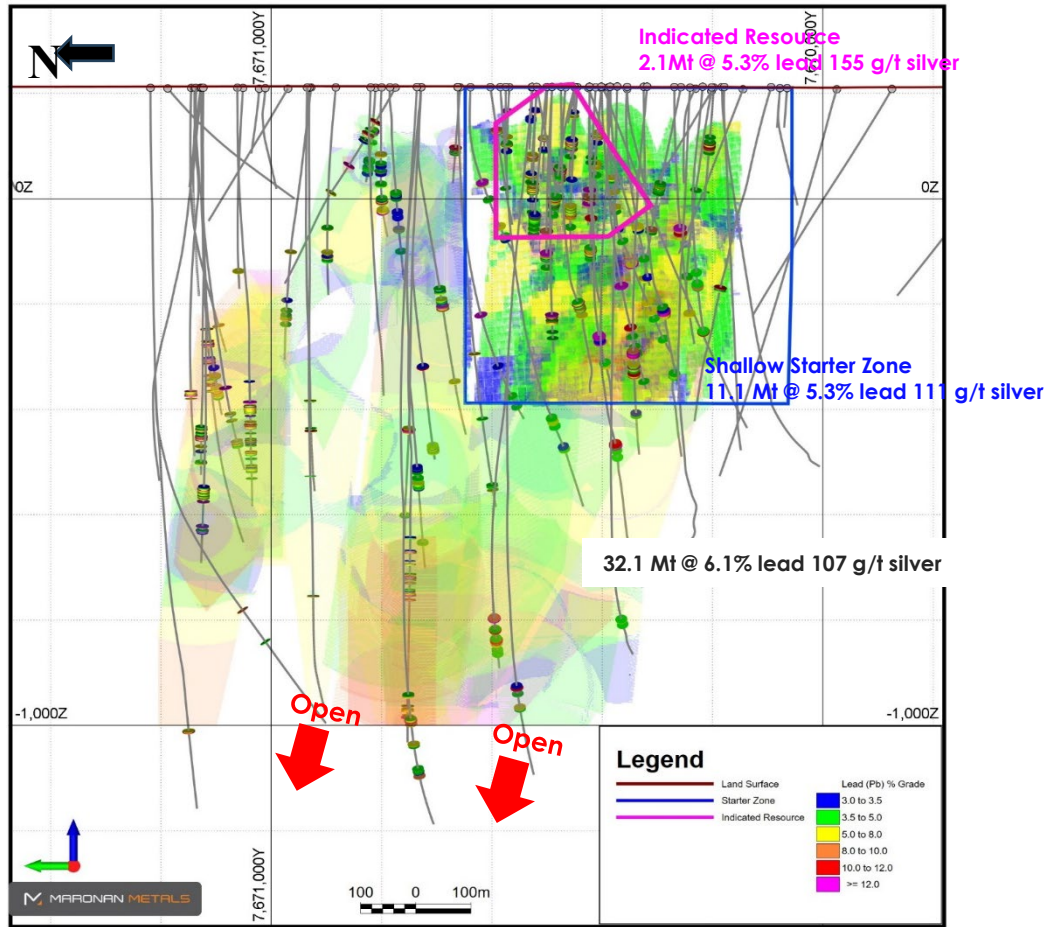 7,671,000Y
7,670,000Y
N
Indicated Resource
2.1Mt @ 5.3% lead 155 g/t silver
0Z
0Z
Shallow Starter Zone
11.1 Mt @ 5.3% lead 111 g/t silver
32.1 Mt @ 6.1% lead 107 g/t silver
-1,000Z
-1,000Z
Open
Open
Legend
Land Surface
Starter Zone
Indicated Resource
Lead (Pb) % Grade
3.0 to 3.5
3.5 to 5.0
5.0 to 8.0
8.0 to 10.0
10.0 to 12.0
>= 12.0
7,671,000Y
100 0 100m
MARONAN METALS